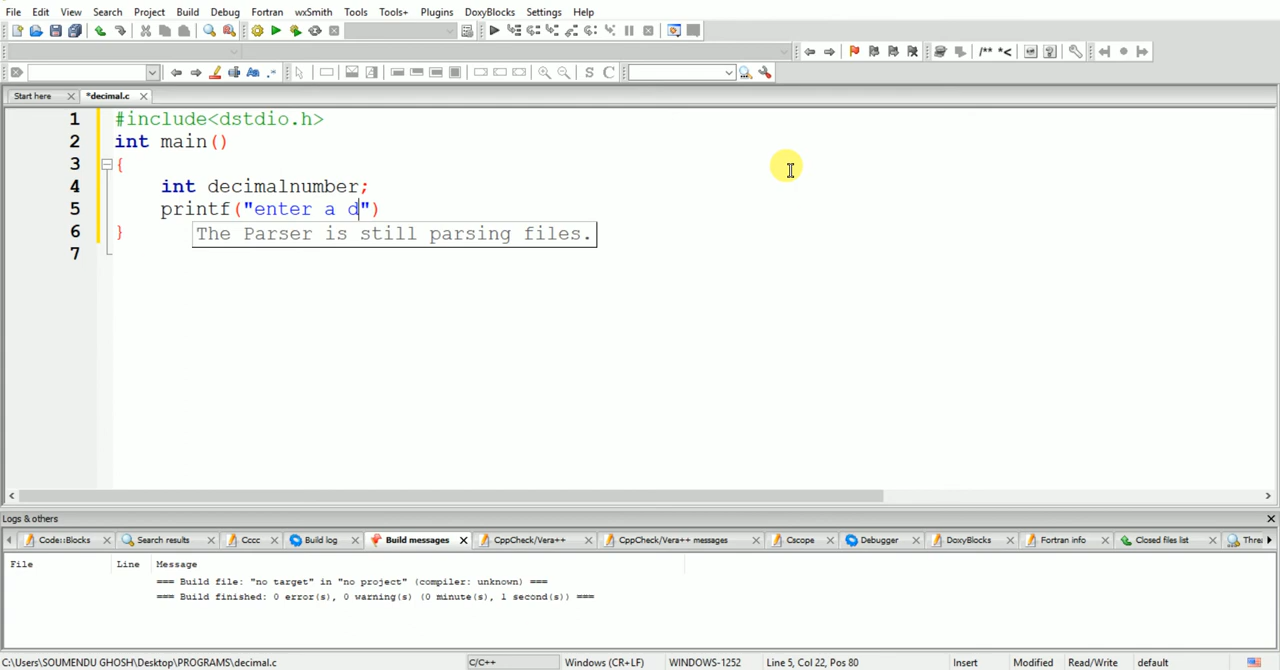 File Edit View Search Project Build Debug Fortran wxSmith Tools Tools+ Plugins DoxyBlocks Settings Help
/** *<
S C
Start here *decimal.c
1 #include<dstdio.h>
2 int main()
3 {
4 int decimalnumber;
5 printf("enter a d")
6 }
The Parser is still parsing files.
7
Logs & others
Code::Blocks Search results Cccc Build log Build messages CppCheck/Vera++ CppCheck/Vera++ messages Cscope Debugger DoxyBlocks Fortran info Closed files list Thre
File Line Message
=== Build file: "no target" in "no project" (compiler: unknown) ===
=== Build finished: 0 error(s), 0 warning(s) (0 minute(s), 1 second(s)) ===
C:\Users\SOUMENDU GHOSH\Desktop\PROGRAMS\decimal.c C/C++ Windows (CR+LF) WINDOWS-1252 Line 5, Col 22, Pos 80 Insert Modified Read/Write default